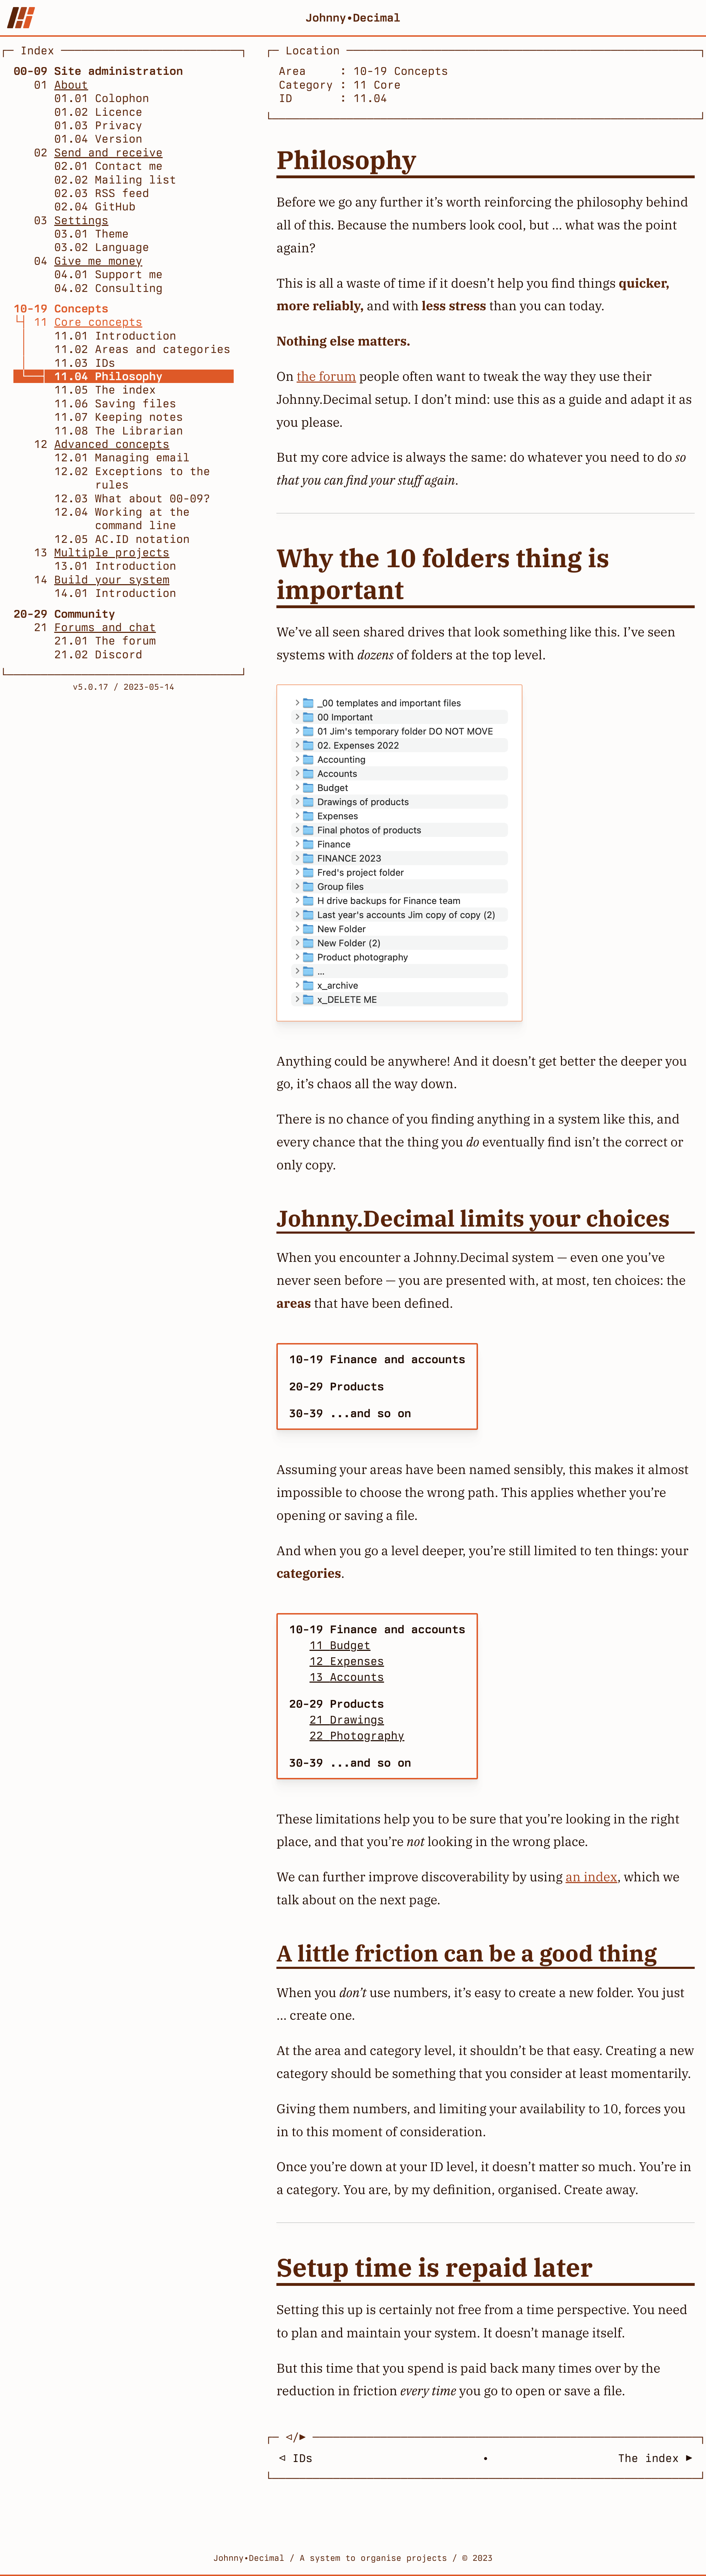 Johnny•Decimal
Index
00-09 Site administration
01 About
01.01 Colophon
01.02 Licence
01.03 Privacy
01.04 Version
02 Send and receive
02.01 Contact me
02.02 Mailing list
02.03 RSS feed
02.04 GitHub
03 Settings
03.01 Theme
03.02 Language
04 Give me money
04.01 Support me
04.02 Consulting
10-19 Concepts
11 Core concepts
11.01 Introduction
11.02 Areas and categories
11.03 IDs
11.04 Philosophy
11.05 The index
11.06 Saving files
11.07 Keeping notes
11.08 The Librarian
12 Advanced concepts
12.01 Managing email
12.02 Exceptions to the
rules
12.03 What about 00-09?
12.04 Working at the
command line
12.05 AC.ID notation
13 Multiple projects
13.01 Introduction
14 Build your system
14.01 Introduction
20-29 Community
21 Forums and chat
21.01 The forum
21.02 Discord
v5.0.17 / 2023-05-14
Location
Area : 10-19 Concepts
Category : 11 Core
ID : 11.04
Philosophy
Before we go any further it’s worth reinforcing the philosophy behind
all of this. Because the numbers look cool, but … what was the point
again?
This is all a waste of time if it doesn’t help you find things quicker,
more reliably, and with less stress than you can today.
Nothing else matters.
On the forum people often want to tweak the way they use their
Johnny.Decimal setup. I don’t mind: use this as a guide and adapt it as
you please.
But my core advice is always the same: do whatever you need to do so
that you can find your stuff again.
Why the 10 folders thing is
important
We’ve all seen shared drives that look something like this. I’ve seen
systems with dozens of folders at the top level.
_00 templates and important files
00 Important
01 Jim's temporary folder DO NOT MOVE
02. Expenses 2022
Accounting
Accounts
Budget
Drawings of products
Expenses
Final photos of products
Finance
FINANCE 2023
Fred's project folder
Group files
H drive backups for Finance team
Last year's accounts Jim copy of copy (2)
New Folder
New Folder (2)
Product photography
...
x_archive
x_DELETE ME
Anything could be anywhere! And it doesn’t get better the deeper you
go, it’s chaos all the way down.
There is no chance of you finding anything in a system like this, and
every chance that the thing you do eventually find isn’t the correct or
only copy.
Johnny.Decimal limits your choices
When you encounter a Johnny.Decimal system — even one you’ve
never seen before — you are presented with, at most, ten choices: the
areas that have been defined.
10-19 Finance and accounts
20-29 Products
30-39 ...and so on
Assuming your areas have been named sensibly, this makes it almost
impossible to choose the wrong path. This applies whether you’re
opening or saving a file.
And when you go a level deeper, you’re still limited to ten things: your
categories.
10-19 Finance and accounts
11 Budget
12 Expenses
13 Accounts
20-29 Products
21 Drawings
22 Photography
30-39 ...and so on
These limitations help you to be sure that you’re looking in the right
place, and that you’re not looking in the wrong place.
We can further improve discoverability by using an index, which we
talk about on the next page.
A little friction can be a good thing
When you don’t use numbers, it’s easy to create a new folder. You just
… create one.
At the area and category level, it shouldn’t be that easy. Creating a new
category should be something that you consider at least momentarily.
Giving them numbers, and limiting your availability to 10, forces you
in to this moment of consideration.
Once you’re down at your ID level, it doesn’t matter so much. You’re in
a category. You are, by my definition, organised. Create away.
Setup time is repaid later
Setting this up is certainly not free from a time perspective. You need
to plan and maintain your system. It doesn’t manage itself.
But this time that you spend is paid back many times over by the
reduction in friction every time you go to open or save a file.
⊲/►
⊲ IDs • The index ►
Johnny•Decimal / A system to organise projects / © 2023